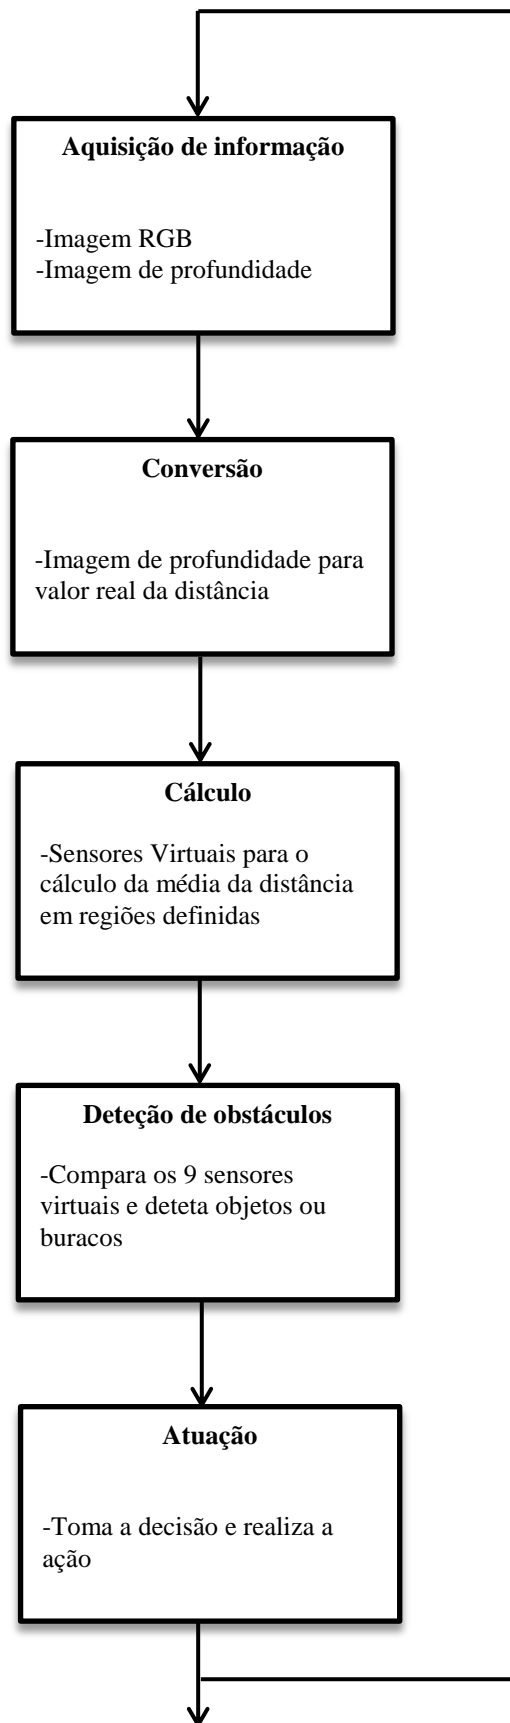 Aquisição de informação
-Imagem RGB
-Imagem de profundidade
Conversão
-Imagem de profundidade para
valor real da distância
Cálculo
-Sensores Virtuais para o
cálculo da média da distância
em regiões definidas
Deteção de obstáculos
-Compara os 9 sensores
virtuais e deteta objetos ou
buracos
Atuação
-Toma a decisão e realiza a
ação